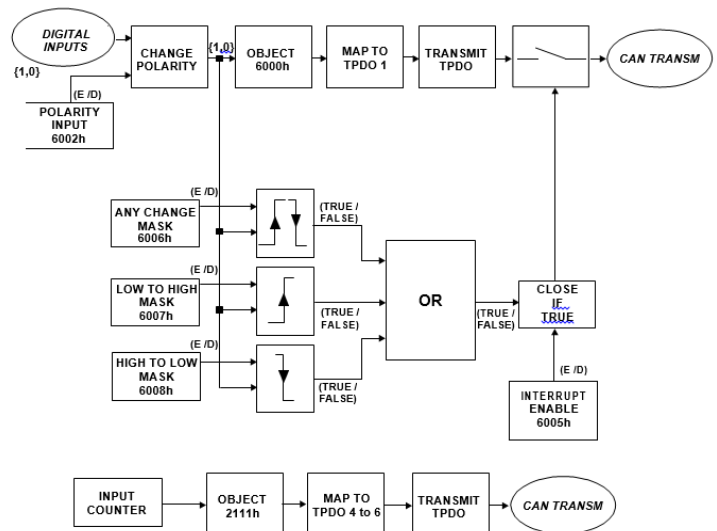 DIGITAL
INPUTS
{1,0}
(E /D)
POLARITY
INPUT
6002h
CHANGE
POLARITY
{1,0}
OBJECT
6000h
MAP TO
TPDO 1
TRANSMIT
TPDO
CAN TRANSM
(E /D)
ANY CHANGE
MASK
6006h
(TRUE /
FALSE)
(E /D)
LOW TO HIGH
MASK
6007h
(TRUE /
FALSE)
(E /D)
HIGH TO LOW
MASK
6008h
(TRUE /
FALSE)
OR
(TRUE /
FALSE)
CLOSE
IF
TRUE
(E /D)
INTERRUPT
ENABLE
6005h
INPUT
COUNTER
OBJECT
2111h
MAP TO
TPDO 4 to 6
TRANSMIT
TPDO
CAN TRANSM